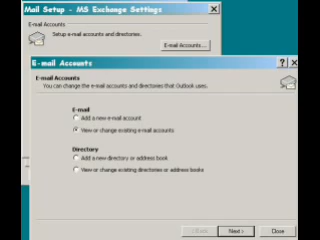 Mail Setup - MS Exchange Settings
E-mail Accounts
Setup e-mail accounts and directories.
E-mail Accounts...
E-mail Accounts
E-mail Accounts
You can change the e-mail accounts and directories that Outlook uses.
E-mail
Add a new e-mail account
View or change existing e-mail accounts
Directory
Add a new directory or address book
View or change existing directories or address books
< Back
Next >
Close